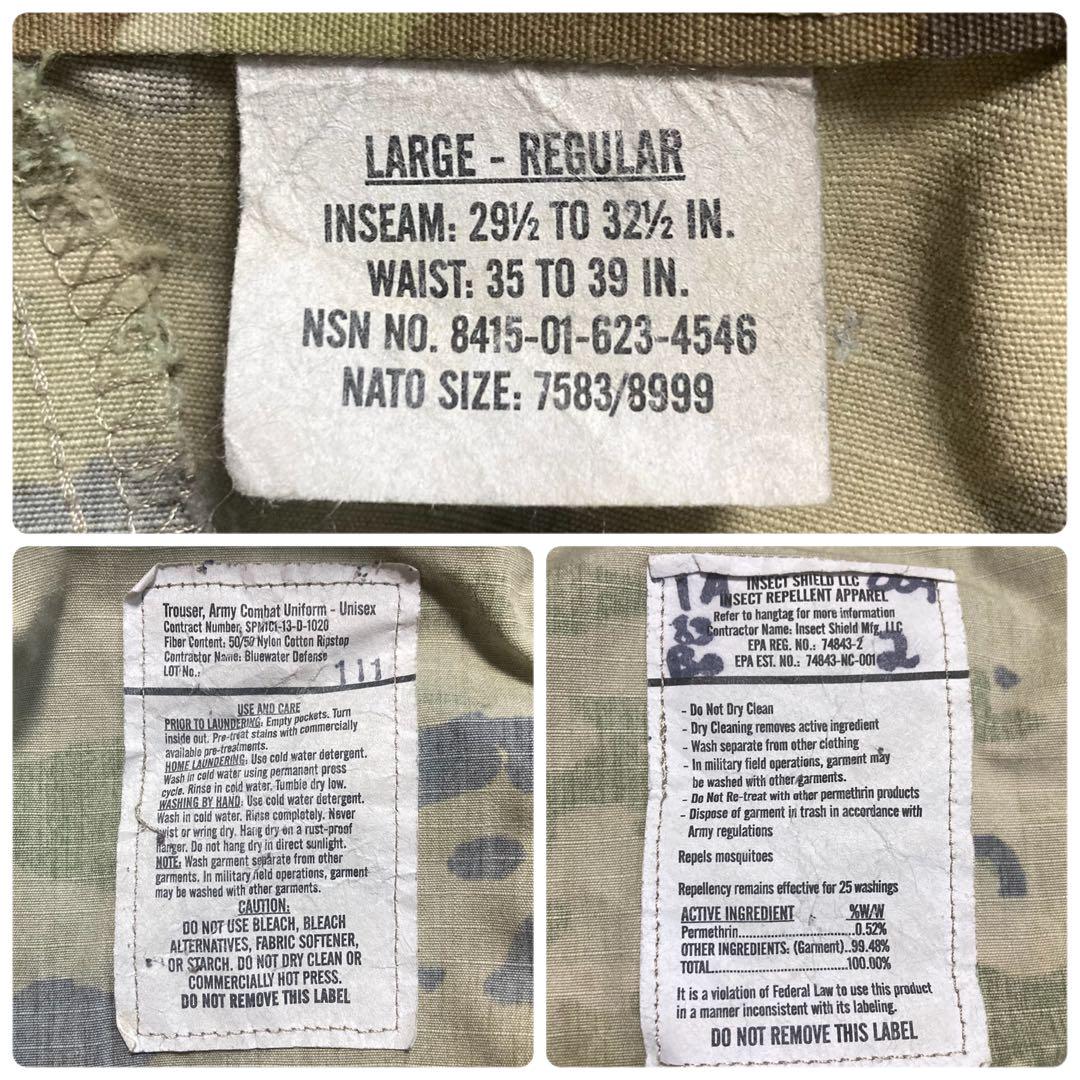 LARGE - REGULAR
INSEAM: 29½ TO 32½ IN.
WAIST: 35 TO 39 IN.
NSN NO. 8415-01-623-4546
NATO SIZE: 7583/8999
Trouser, Army Combat Uniform - Unisex
Contract Number: SPM1C1-13-D-1020
Fiber Content: 50/50 Nylon Cotton Ripstop
Contractor Name: Bluewater Defense
LOT No.: 111
USE AND CARE
PRIOR TO LAUNDERING: Empty pockets. Turn
inside out. Pre-treat stains with commercially
available pre-treatments.
HOME LAUNDERING: Use cold water detergent.
Wash in cold water using permanent press
cycle. Rinse in cold water. Tumble dry low.
WASHING BY HAND: Use cold water detergent.
Wash in cold water. Rinse completely. Never
twist or wring dry. Hang dry on a rust-proof
hanger. Do not hang dry in direct sunlight.
NOTE: Wash garment separate from other
garments. In military field operations, garment
may be washed with other garments.
CAUTION:
DO NOT USE BLEACH, BLEACH
ALTERNATIVES, FABRIC SOFTENER,
OR STARCH. DO NOT DRY CLEAN OR
COMMERCIALLY HOT PRESS.
DO NOT REMOVE THIS LABEL
INSECT SHIELD LLC
INSECT REPELLENT APPAREL
Refer to hangtag for more information
Contractor Name: Insect Shield Mfg, LLC
EPA REG. NO.: 74843-2
EPA EST. NO.: 74843-NC-001
2
- Do Not Dry Clean
- Dry Cleaning removes active ingredient
- Wash separate from other clothing
- In military field operations, garment may
be washed with other garments.
- Do Not Re-treat with other permethrin products
- Dispose of garment in trash in accordance with
Army regulations
Repels mosquitoes
Repellency remains effective for 25 washings
ACTIVE INGREDIENT %W/W
Permethrin..............................0.52%
OTHER INGREDIENTS: (Garment)..99.48%
TOTAL..............................100.00%
It is a violation of Federal Law to use this product
in a manner inconsistent with its labeling.
DO NOT REMOVE THIS LABEL